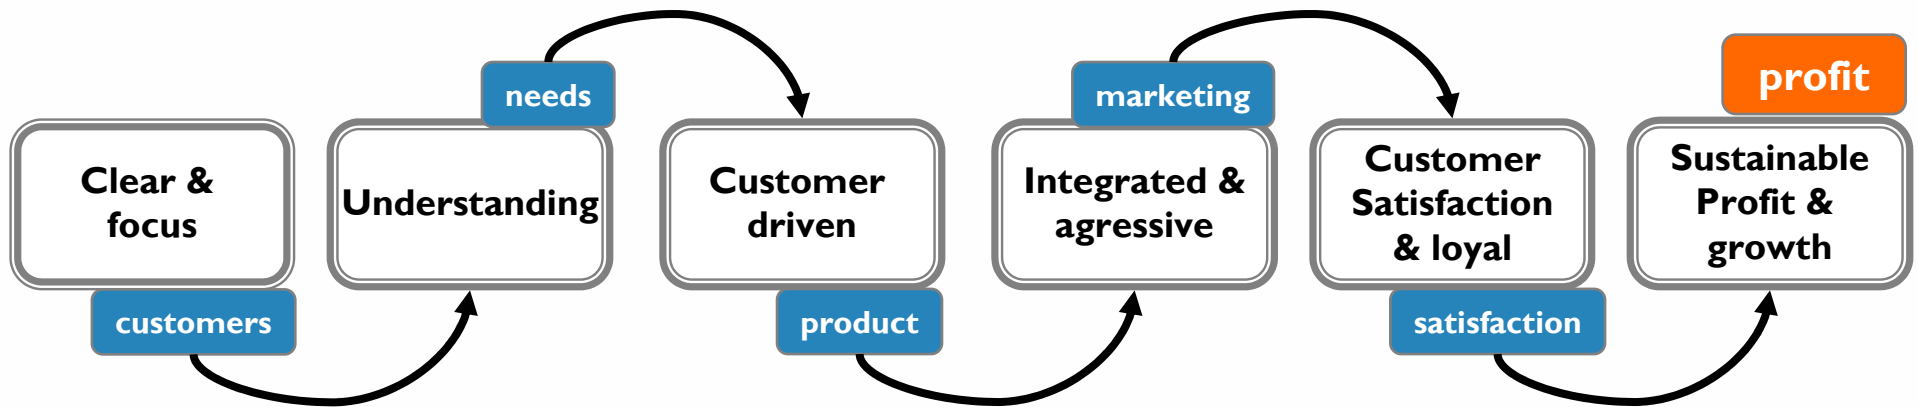 Clear &
focus
customers
needs
Understanding
Customer
driven
product
marketing
Integrated &
agressive
Customer
Satisfaction
& loyal
satisfaction
profit
Sustainable
Profit &
growth